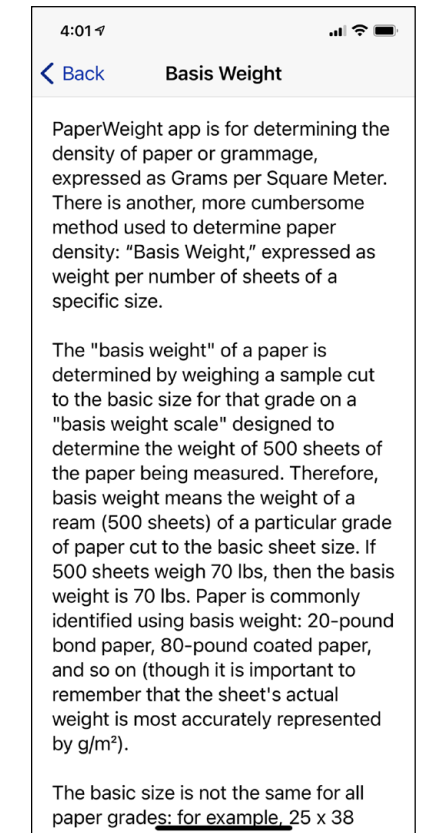 4:01
Back
Basis Weight
PaperWeight app is for determining the
density of paper or grammage,
expressed as Grams per Square Meter.
There is another, more cumbersome
method used to determine paper
density: “Basis Weight,” expressed as
weight per number of sheets of a
specific size.
The "basis weight" of a paper is
determined by weighing a sample cut
to the basic size for that grade on a
"basis weight scale" designed to
determine the weight of 500 sheets of
the paper being measured. Therefore,
basis weight means the weight of a
ream (500 sheets) of a particular grade
of paper cut to the basic sheet size. If
500 sheets weigh 70 lbs, then the basis
weight is 70 lbs. Paper is commonly
identified using basis weight: 20-pound
bond paper, 80-pound coated paper,
and so on (though it is important to
remember that the sheet's actual
weight is most accurately represented
by g/m²).
The basic size is not the same for all
paper grades: for example, 25 x 38